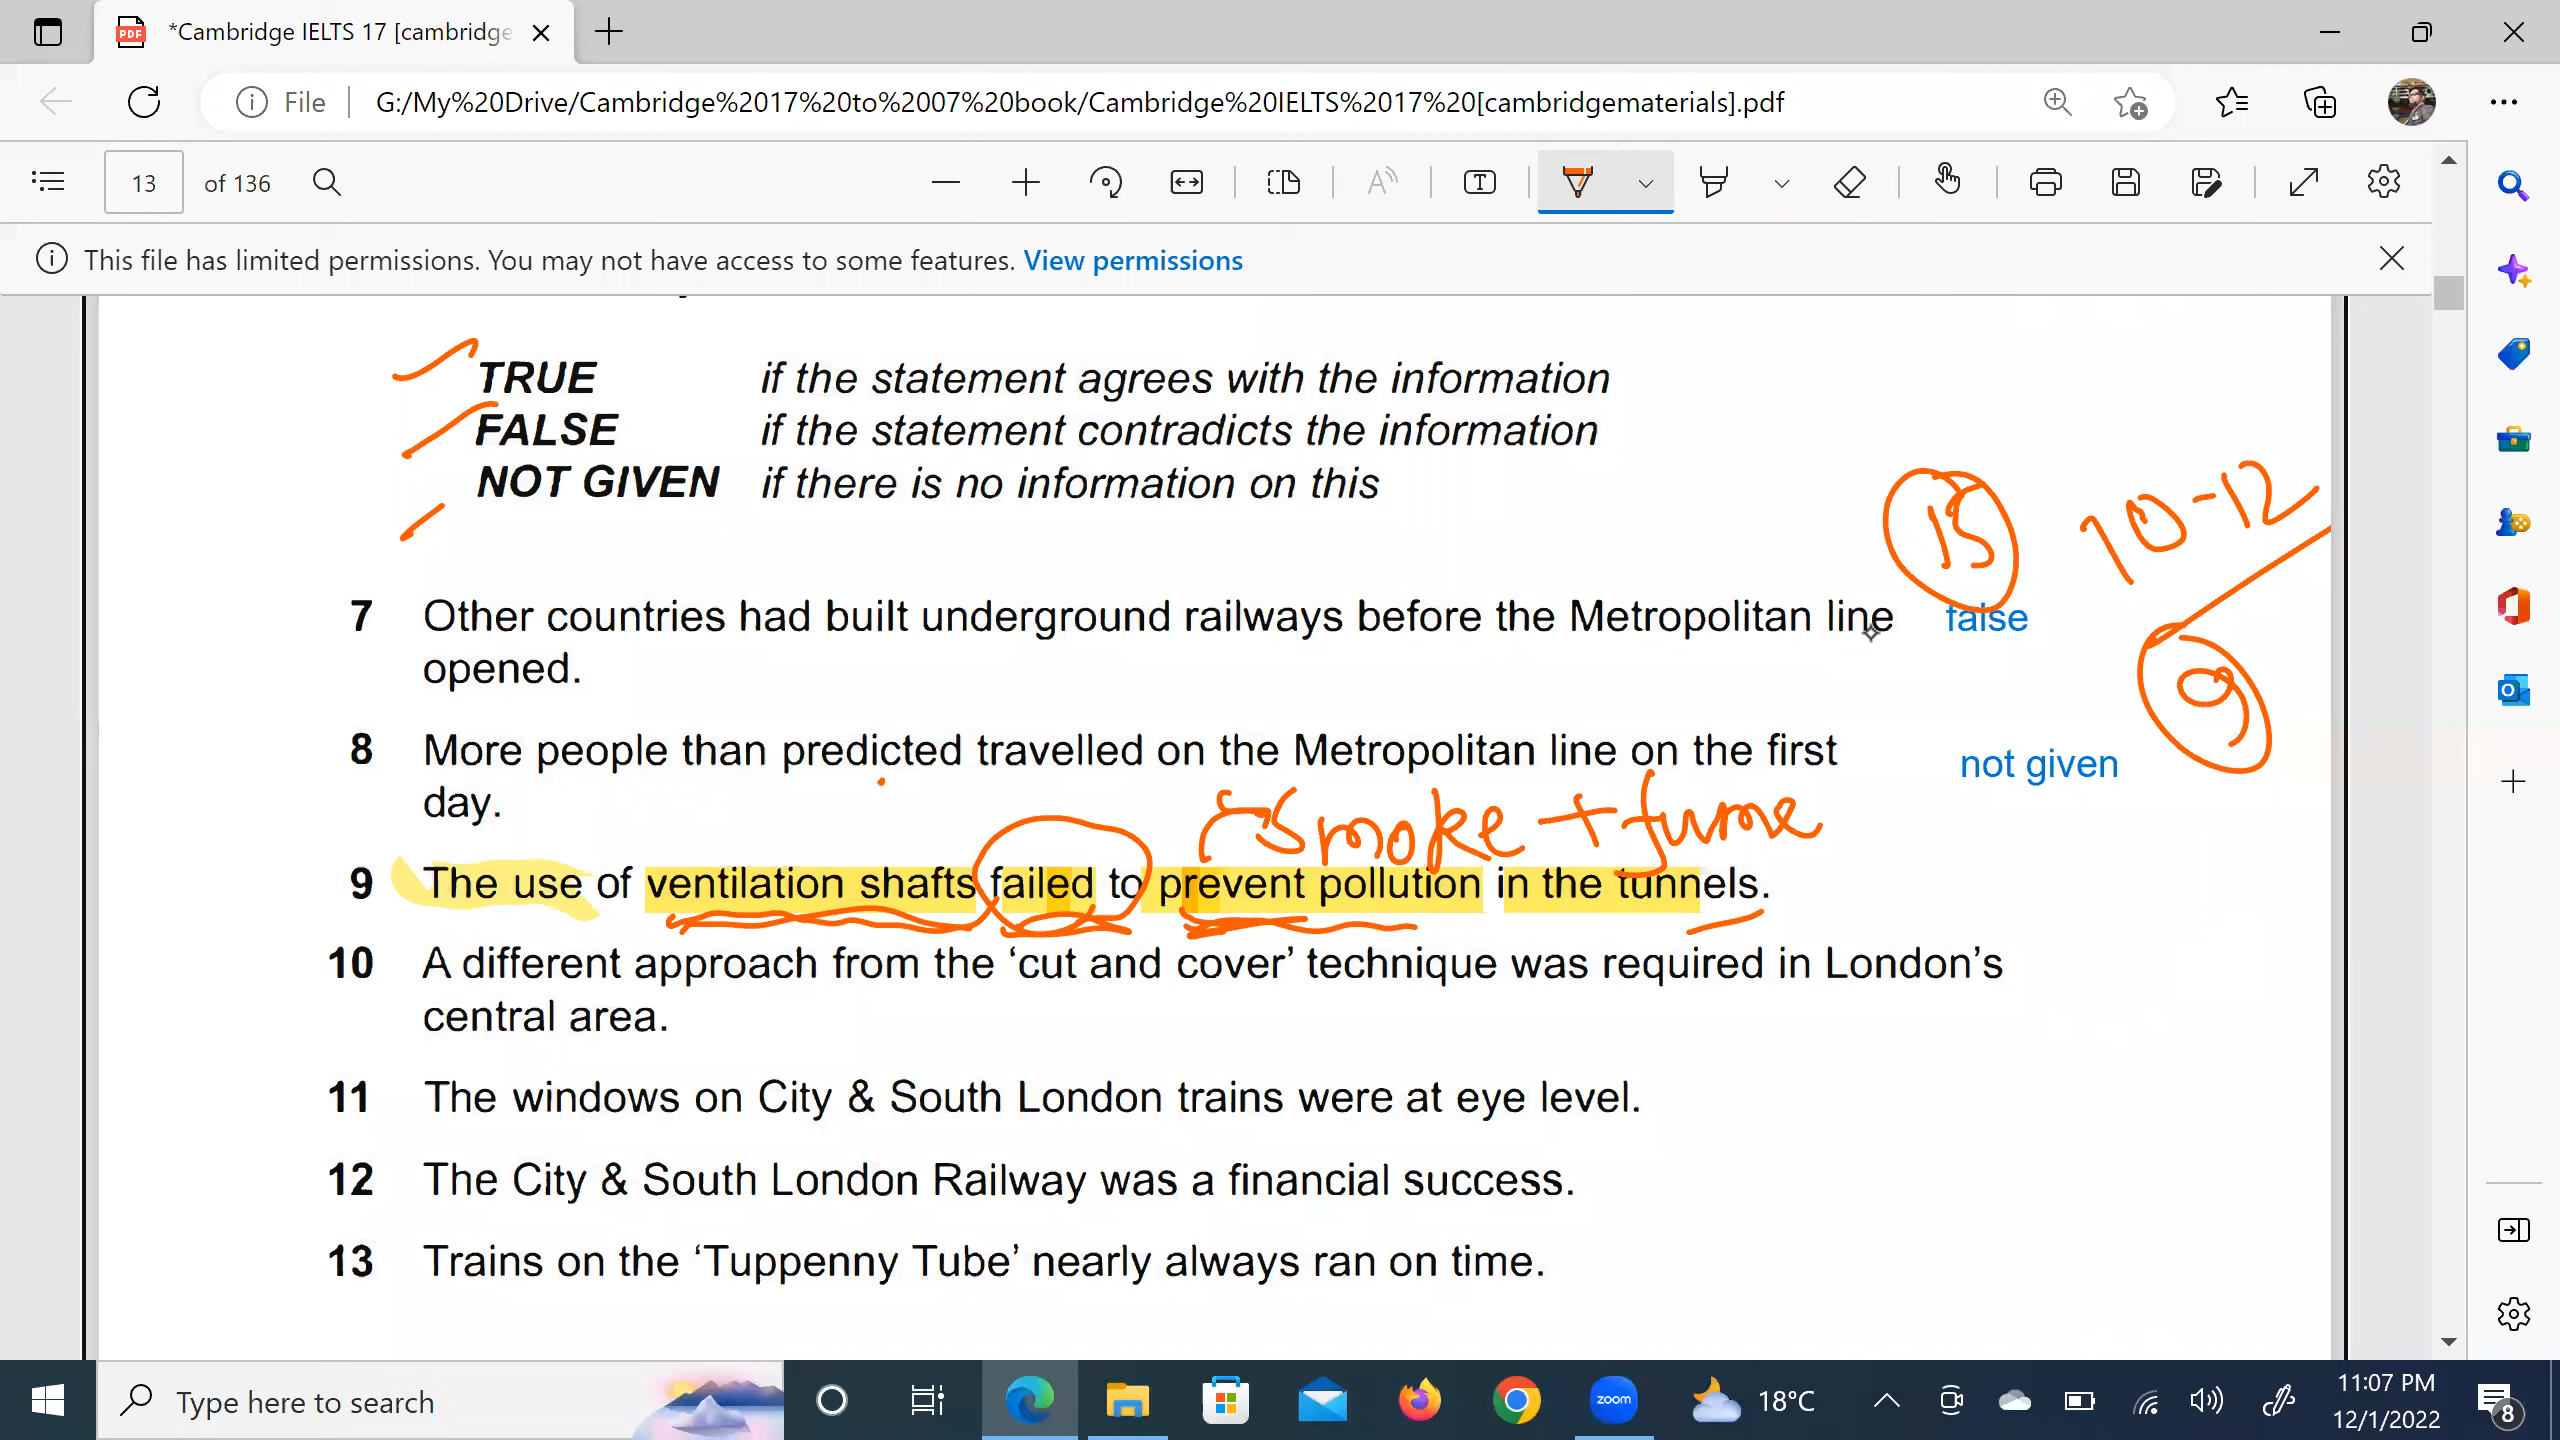 *Cambridge IELTS 17 [cambridge
File
G:/My%20Drive/Cambridge%2017%20to%2007%20book/Cambridge%20IELTS%2017%20[cambridgematerials].pdf
13 of 136
This file has limited permissions. You may not have access to some features. View permissions
TRUE if the statement agrees with the information
FALSE if the statement contradicts the information
NOT GIVEN if there is no information on this
15 10-12
7 Other countries had built underground railways before the Metropolitan line false
opened.
9
8 More people than predicted travelled on the Metropolitan line on the first not given
day.
Smoke + fume
9 The use of ventilation shafts failed to prevent pollution in the tunnels.
10 A different approach from the ‘cut and cover’ technique was required in London’s
central area.
11 The windows on City & South London trains were at eye level.
12 The City & South London Railway was a financial success.
13 Trains on the ‘Tuppenny Tube’ nearly always ran on time.
Type here to search
zoom
18°C
11:07 PM
12/1/2022
8